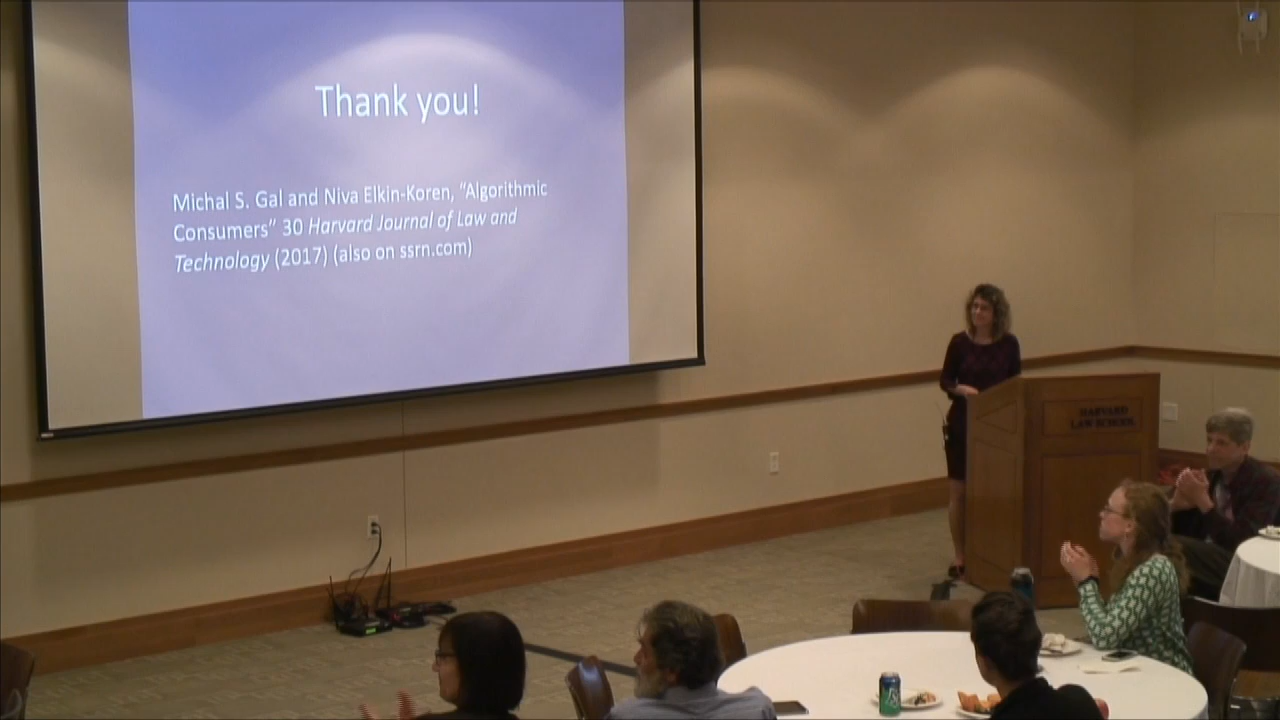 Thank you!
Michal S. Gal and Niva Elkin-Koren, “Algorithmic
Consumers” 30 Harvard Journal of Law and
Technology (2017) (also on ssrn.com)
HARVARD
LAW SCHOOL